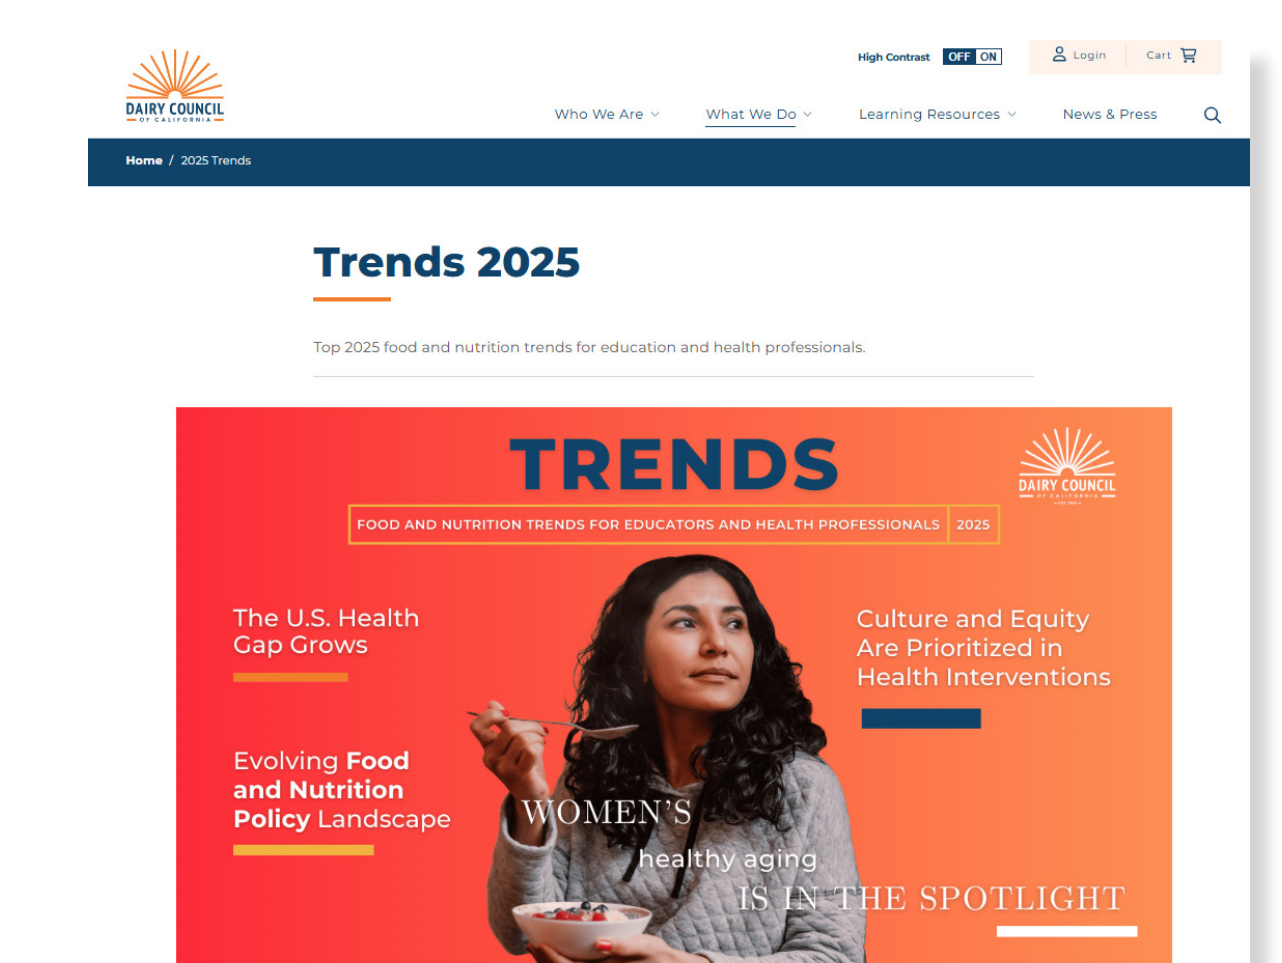 High Contrast OFF ON Login Cart
DAIRY COUNCIL
OF CALIFORNIA
Who We Are What We Do Learning Resources News & Press
Home / 2025 Trends
Trends 2025
Top 2025 food and nutrition trends for education and health professionals.
TRENDS
DAIRY COUNCIL
OF CALIFORNIA
FOOD AND NUTRITION TRENDS FOR EDUCATORS AND HEALTH PROFESSIONALS 2025
The U.S. Health
Gap Grows
Culture and Equity
Are Prioritized in
Health Interventions
Evolving Food
and Nutrition
Policy Landscape
WOMEN'S
healthy aging
IS IN THE SPOTLIGHT